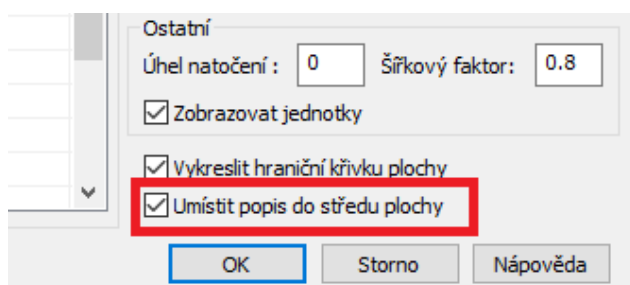 Ostatní
Úhel natočení : 0 Šířkový faktor: 0.8
Zobrazovat jednotky
Vykreslit hraniční křivku plochy
Umístit popis do středu plochy
OK Storno Nápověda